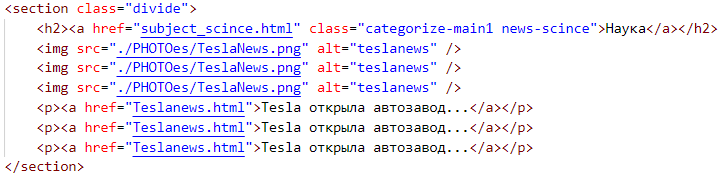 <section class="divide">
<h2><a href="subject_scince.html" class="categorize-main1 news-scince">Наука</a></h2>
<img src="./PHOTOes/TeslaNews.png" alt="teslanews" />
<img src="./PHOTOes/TeslaNews.png" alt="teslanews" />
<img src="./PHOTOes/TeslaNews.png" alt="teslanews" />
<p><a href="Teslanews.html">Tesla открыла автозавод...</a></p>
<p><a href="Teslanews.html">Tesla открыла автозавод...</a></p>
<p><a href="Teslanews.html">Tesla открыла автозавод...</a></p>
</section>